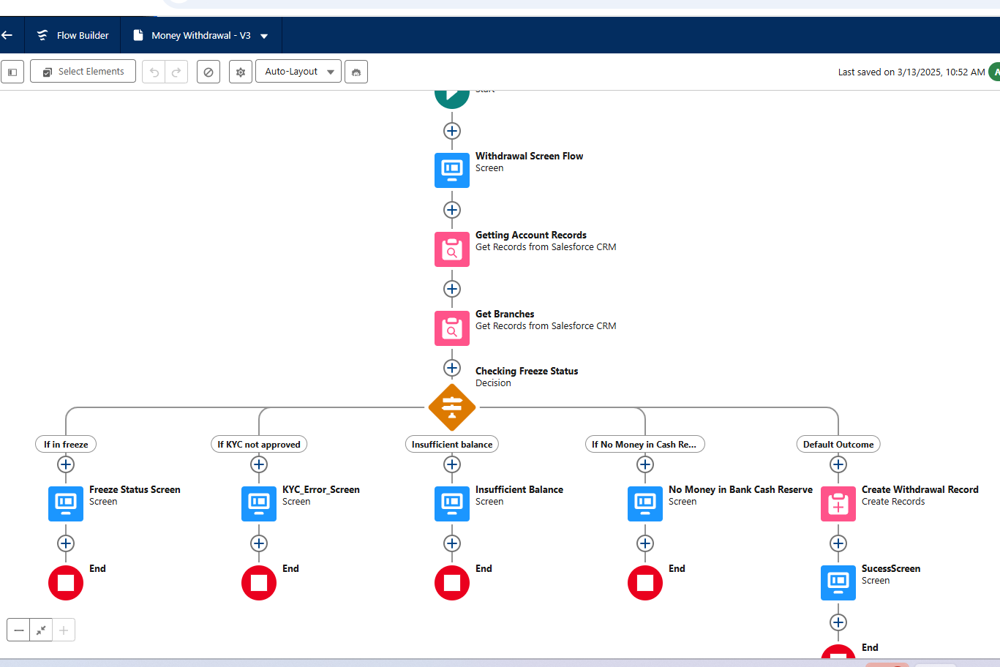 Flow Builder
Money Withdrawal - V3
Select Elements
Auto-Layout
Last saved on 3/13/2025, 10:52 AM
A
Start
Withdrawal Screen Flow
Screen
Getting Account Records
Get Records from Salesforce CRM
Get Branches
Get Records from Salesforce CRM
Checking Freeze Status
Decision
If in freeze
If KYC not approved
Insufficient balance
If No Money in Cash Re...
Default Outcome
Freeze Status Screen
Screen
KYC_Error_Screen
Screen
Insufficient Balance
Screen
No Money in Bank Cash Reserve
Screen
Create Withdrawal Record
Create Records
End
End
End
End
SucessScreen
Screen
End